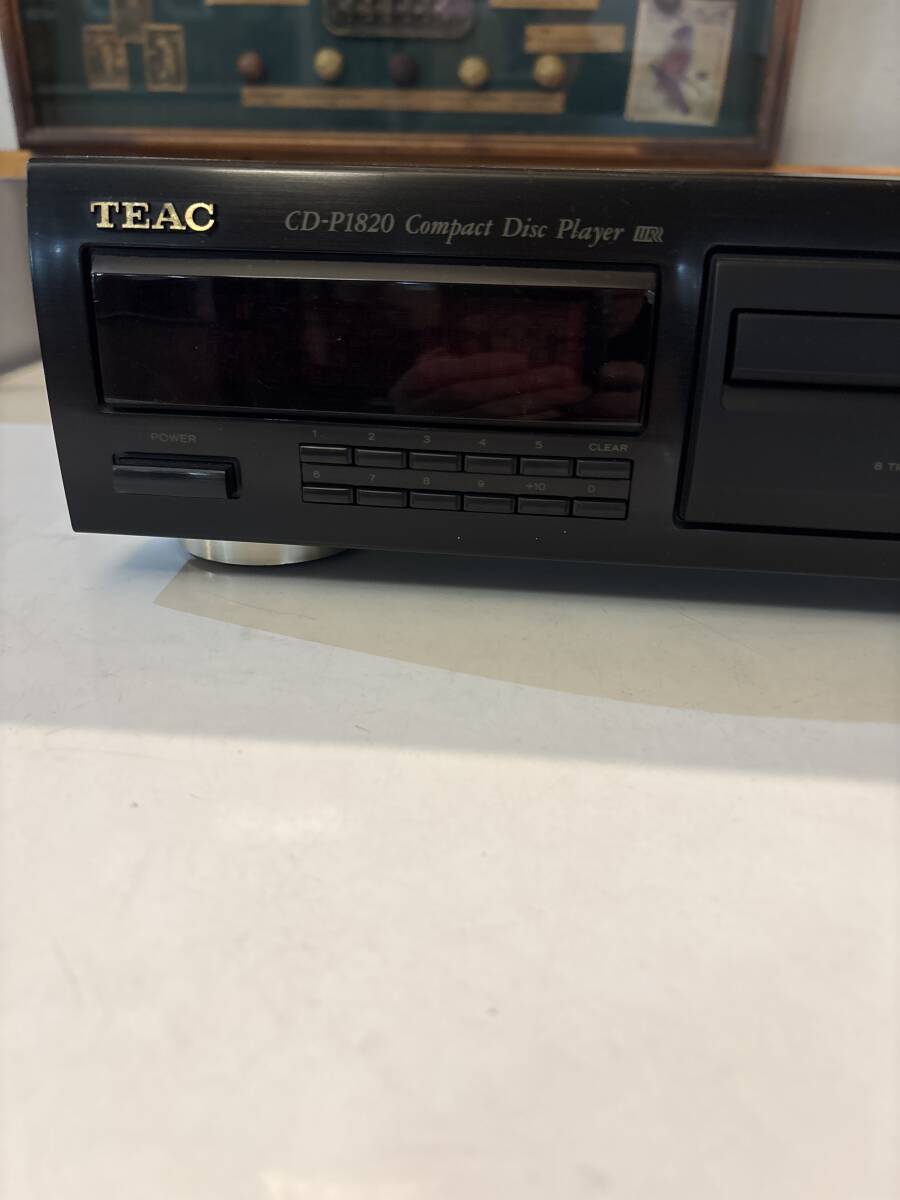 TEAC
CD-P1820 Compact Disc Player
POWER
1 2 3 4 5 CLEAR
6 7 8 9 +10 0
8